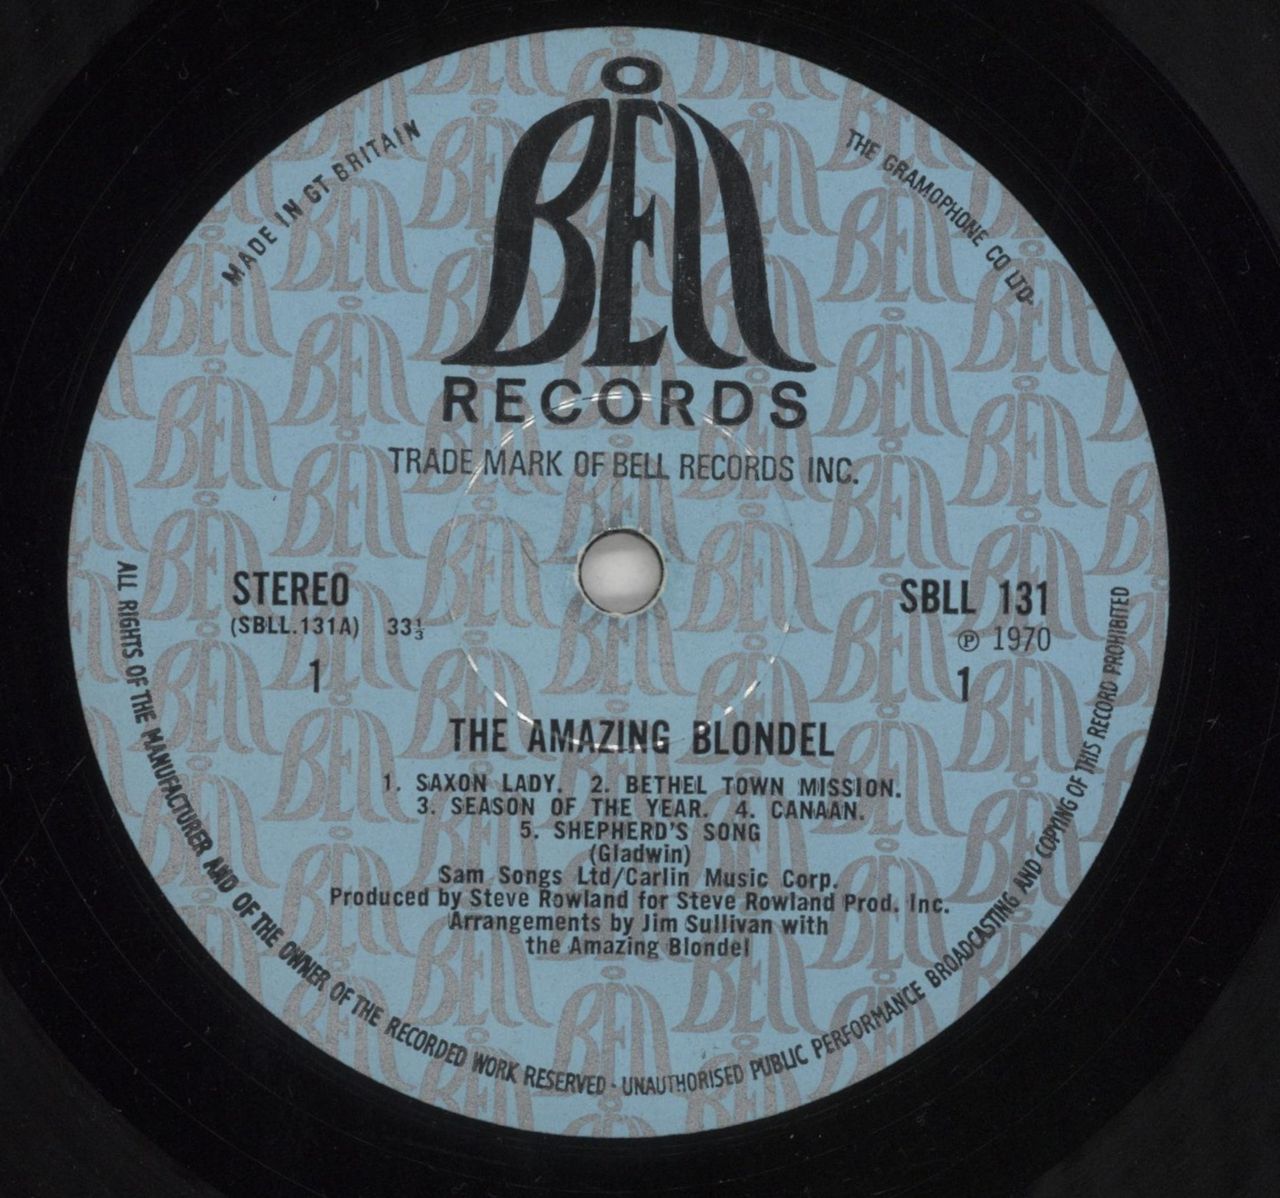 BELL
RECORDS
TRADE MARK OF BELL RECORDS INC.
MADE IN GT BRITAIN
THE GRAMOPHONE CO LTD·
STEREO
(SBLL.131A) 33⅓
1
SBLL 131
℗ 1970
1
THE AMAZING BLONDEL
1. SAXON LADY. 2. BETHEL TOWN MISSION.
3. SEASON OF THE YEAR. 4. CANAAN.
5. SHEPHERD'S SONG
(Gladwin)
Sam Songs Ltd/Carlin Music Corp.
Produced by Steve Rowland for Steve Rowland Prod. Inc.
Arrangements by Jim Sullivan with
the Amazing Blondel
ALL RIGHTS OF THE MANUFACTURER AND OF THE OWNER OF THE RECORDED WORK RESERVED · UNAUTHORISED PUBLIC PERFORMANCE BROADCASTING AND COPYING OF THIS RECORD PROHIBITED